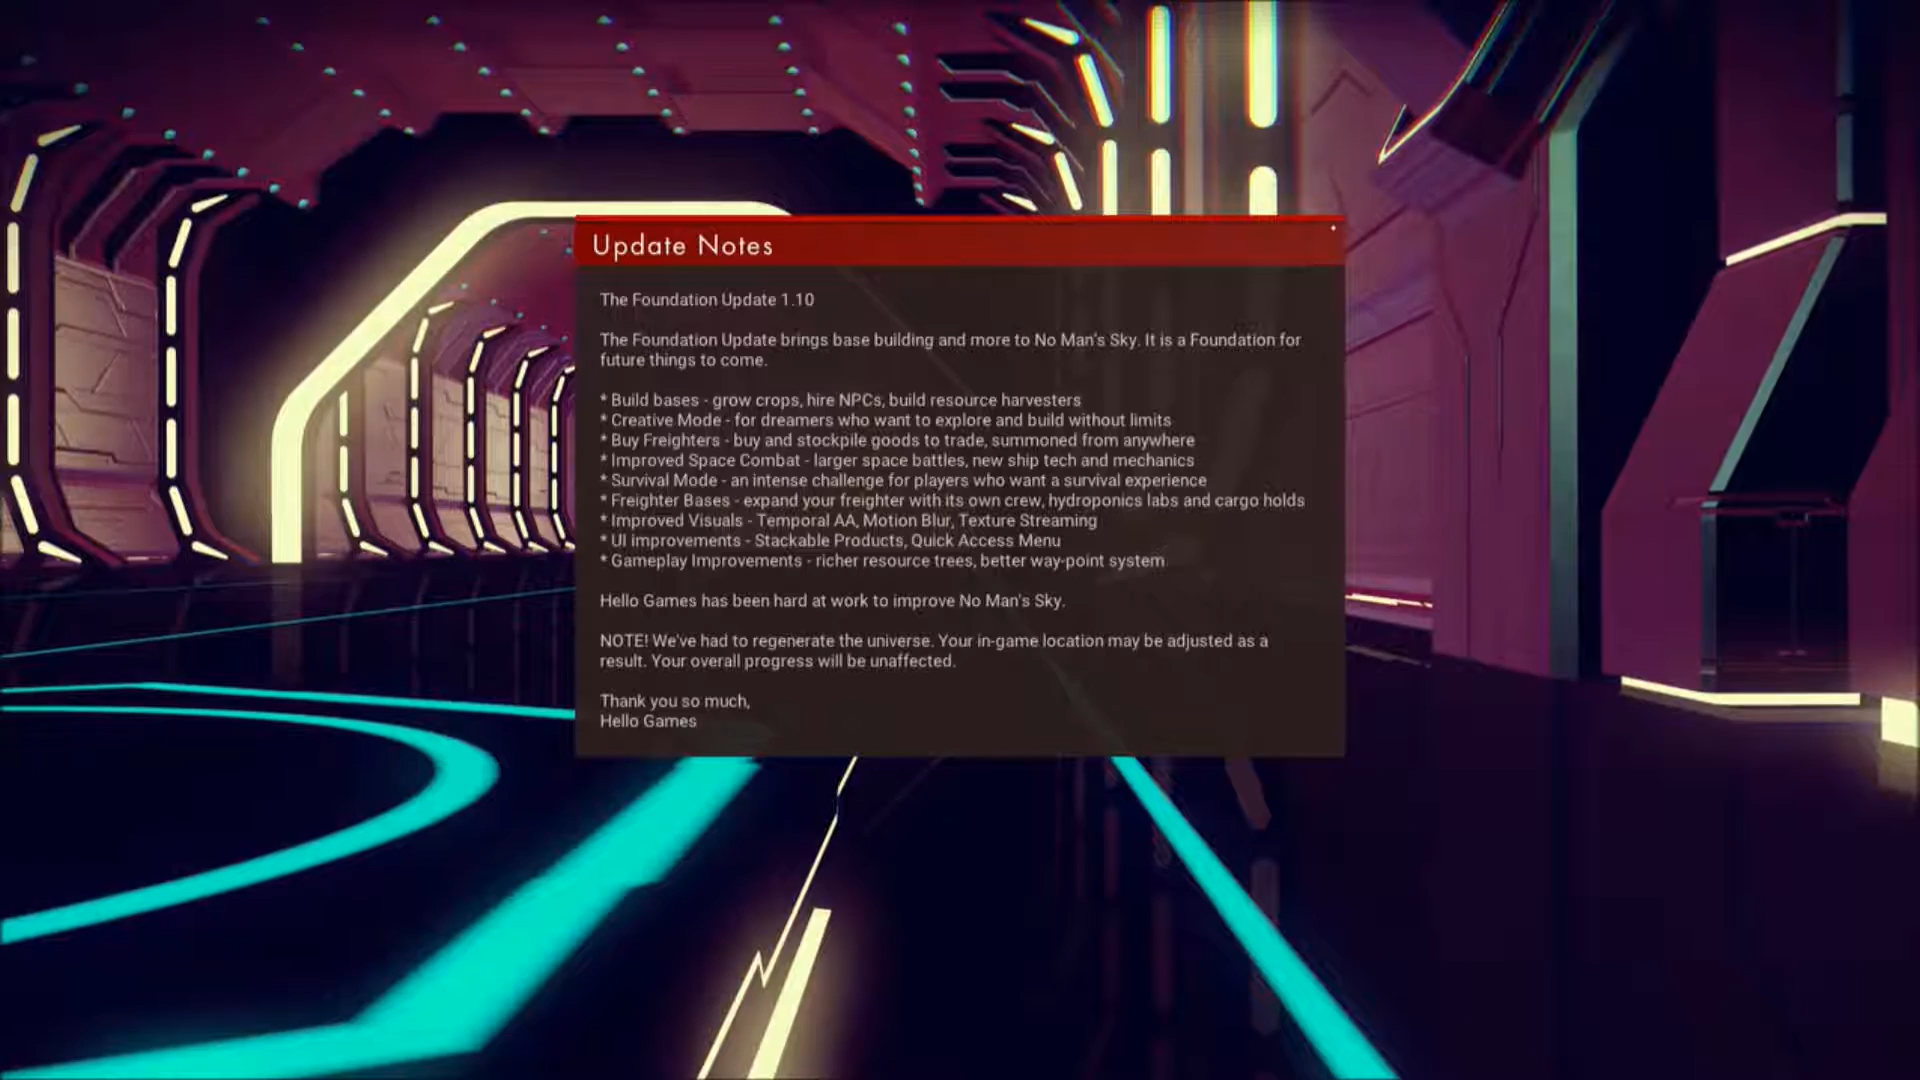 Update Notes
The Foundation Update 1.10
The Foundation Update brings base building and more to No Man's Sky. It is a Foundation for
future things to come.
* Build bases - grow crops, hire NPCs, build resource harvesters
* Creative Mode - for dreamers who want to explore and build without limits
* Buy Freighters - buy and stockpile goods to trade, summoned from anywhere
* Improved Space Combat - larger space battles, new ship tech and mechanics
* Survival Mode - an intense challenge for players who want a survival experience
* Freighter Bases - expand your freighter with its own crew, hydroponics labs and cargo holds
* Improved Visuals - Temporal AA, Motion Blur, Texture Streaming
* UI improvements - Stackable Products, Quick Access Menu
* Gameplay Improvements - richer resource trees, better way-point system
Hello Games has been hard at work to improve No Man's Sky.
NOTE! We've had to regenerate the universe. Your in-game location may be adjusted as a
result. Your overall progress will be unaffected.
Thank you so much,
Hello Games